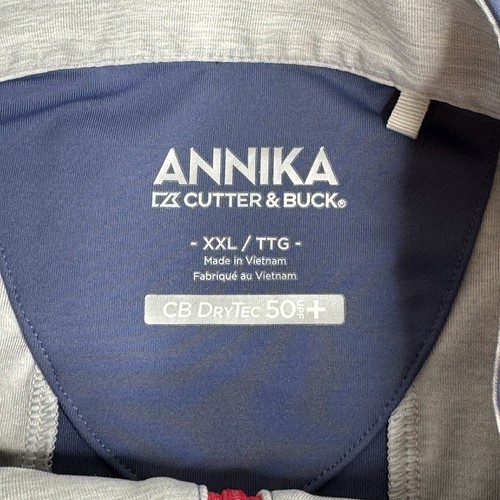 ANNIKA
CUTTER & BUCK®
- XXL / TTG -
Made in Vietnam
Fabriqué au Vietnam
CB DRYTEC 50 UPF +